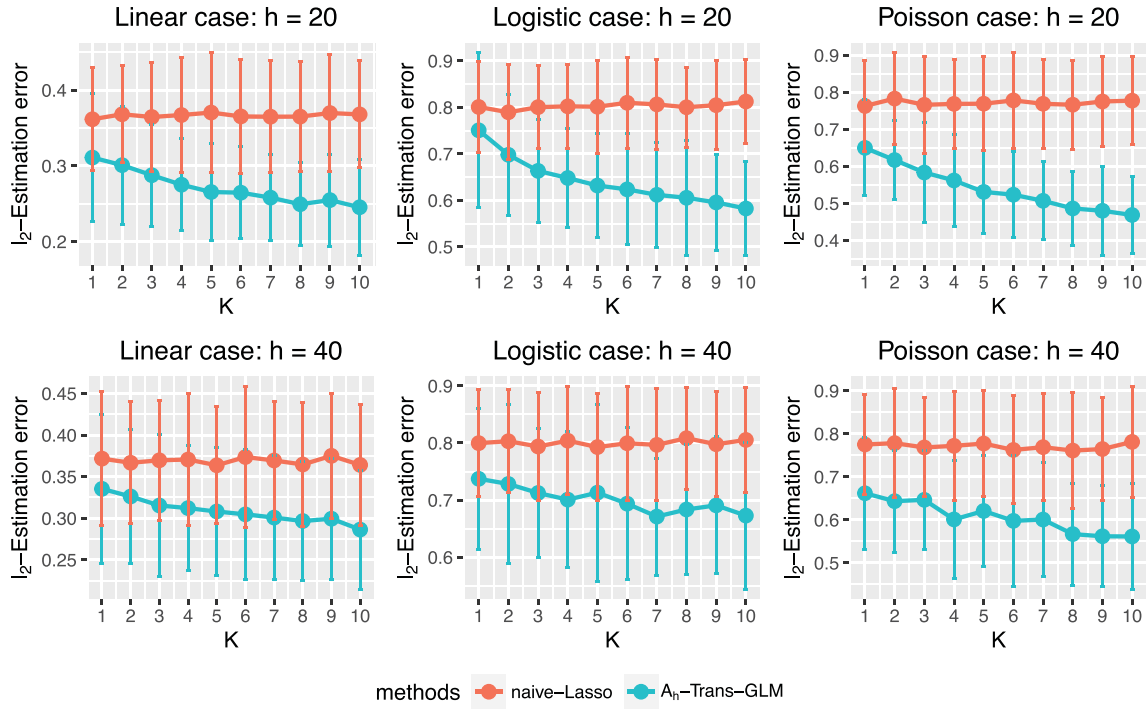 Linear case: h = 20
Logistic case: h = 20
Poisson case: h = 20
l₂−Estimation error
0.4
0.3
0.2
1 2 3 4 5 6 7 8 9 10
K
l₂−Estimation error
0.9
0.8
0.7
0.6
0.5
1 2 3 4 5 6 7 8 9 10
K
l₂−Estimation error
0.9
0.8
0.7
0.6
0.5
0.4
1 2 3 4 5 6 7 8 9 10
K
Linear case: h = 40
Logistic case: h = 40
Poisson case: h = 40
l₂−Estimation error
0.45
0.40
0.35
0.30
0.25
1 2 3 4 5 6 7 8 9 10
K
l₂−Estimation error
0.9
0.8
0.7
0.6
1 2 3 4 5 6 7 8 9 10
K
l₂−Estimation error
0.9
0.8
0.7
0.6
0.5
1 2 3 4 5 6 7 8 9 10
K
methods naive−Lasso Aₕ−Trans−GLM